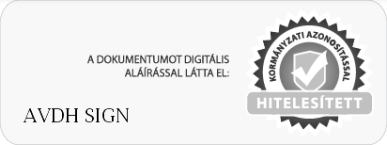 A DOKUMENTUMOT DIGITÁLIS
ALÁÍRÁSSAL LÁTTA EL:
AVDH SIGN
KORMÁNYZATI AZONOSÍTÁSSAL
HITELESÍTETT